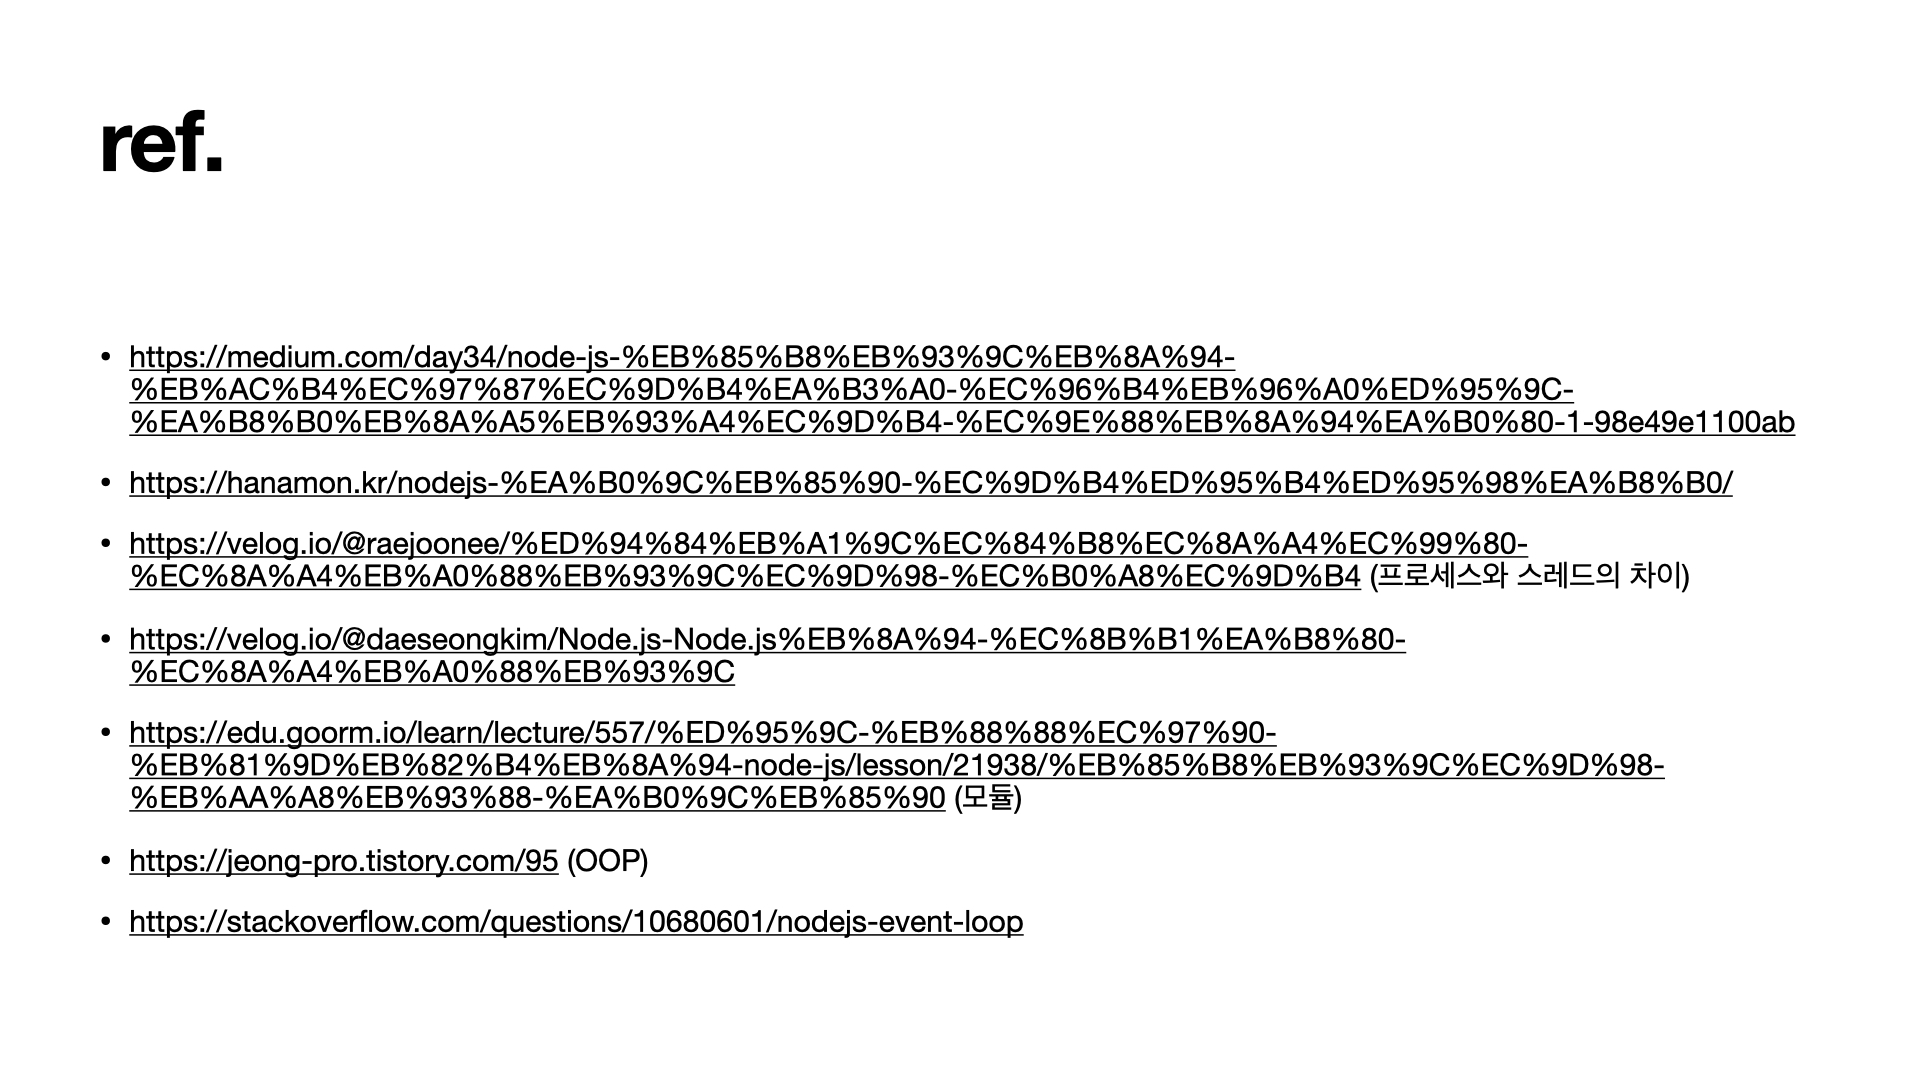 ref.
• https://medium.com/day34/node-js-%EB%85%B8%EB%93%9C%EB%8A%94-
%EB%AC%B4%EC%97%87%EC%9D%B4%EA%B3%A0-%EC%96%B4%EB%96%A0%ED%95%9C-
%EA%B8%B0%EB%8A%A5%EB%93%A4%EC%9D%B4-%EC%9E%88%EB%8A%94%EA%B0%80-1-98e49e1100ab
• https://hanamon.kr/nodejs-%EA%B0%9C%EB%85%90-%EC%9D%B4%ED%95%B4%ED%95%98%EA%B8%B0/
• https://velog.io/@raejoonee/%ED%94%84%EB%A1%9C%EC%84%B8%EC%8A%A4%EC%99%80-
%EC%8A%A4%EB%A0%88%EB%93%9C%EC%9D%98-%EC%B0%A8%EC%9D%B4 (프로세스와 스레드의 차이)
• https://velog.io/@daeseongkim/Node.js-Node.js%EB%8A%94-%EC%8B%B1%EA%B8%80-
%EC%8A%A4%EB%A0%88%EB%93%9C
• https://edu.goorm.io/learn/lecture/557/%ED%95%9C-%EB%88%88%EC%97%90-
%EB%81%9D%EB%82%B4%EB%8A%94-node-js/lesson/21938/%EB%85%B8%EB%93%9C%EC%9D%98-
%EB%AA%A8%EB%93%88-%EA%B0%9C%EB%85%90 (모듈)
• https://jeong-pro.tistory.com/95 (OOP)
• https://stackoverflow.com/questions/10680601/nodejs-event-loop